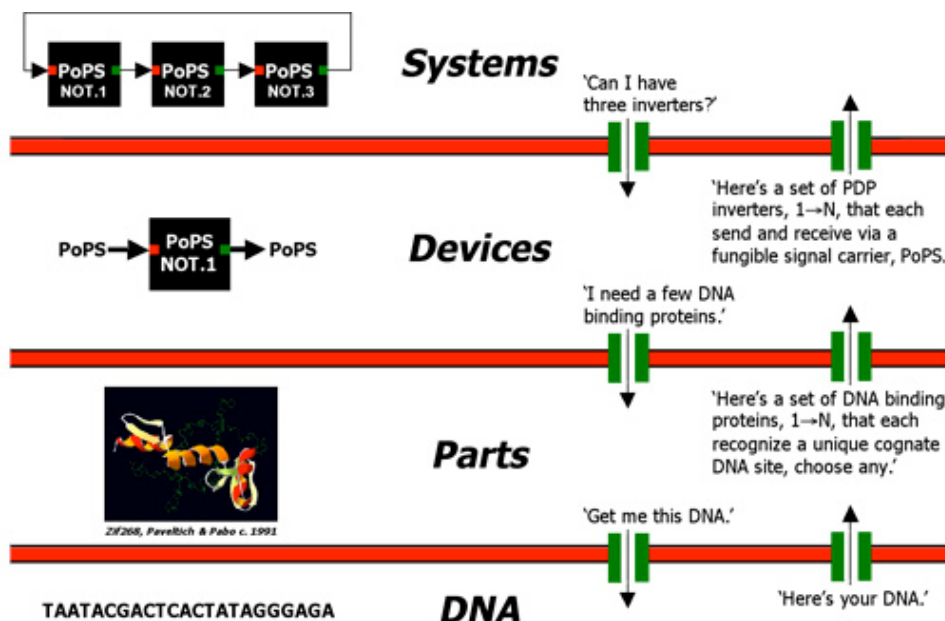 PoPS
NOT.1
PoPS
NOT.2
PoPS
NOT.3
Systems
‘Can I have
three inverters?’
‘Here’s a set of PDP
inverters, 1→N, that each
send and receive via a
fungible signal carrier, PoPS.
PoPS
PoPS
NOT.1
PoPS
Devices
‘I need a few DNA
binding proteins.’
‘Here’s a set of DNA binding
proteins, 1→N, that each
recognize a unique cognate
DNA site, choose any.’
Parts
Zif268, Paveltich & Pabo c. 1991
‘Get me this DNA.’
TAATACGACTCACTATAGGGAGA
DNA
‘Here’s your DNA.’